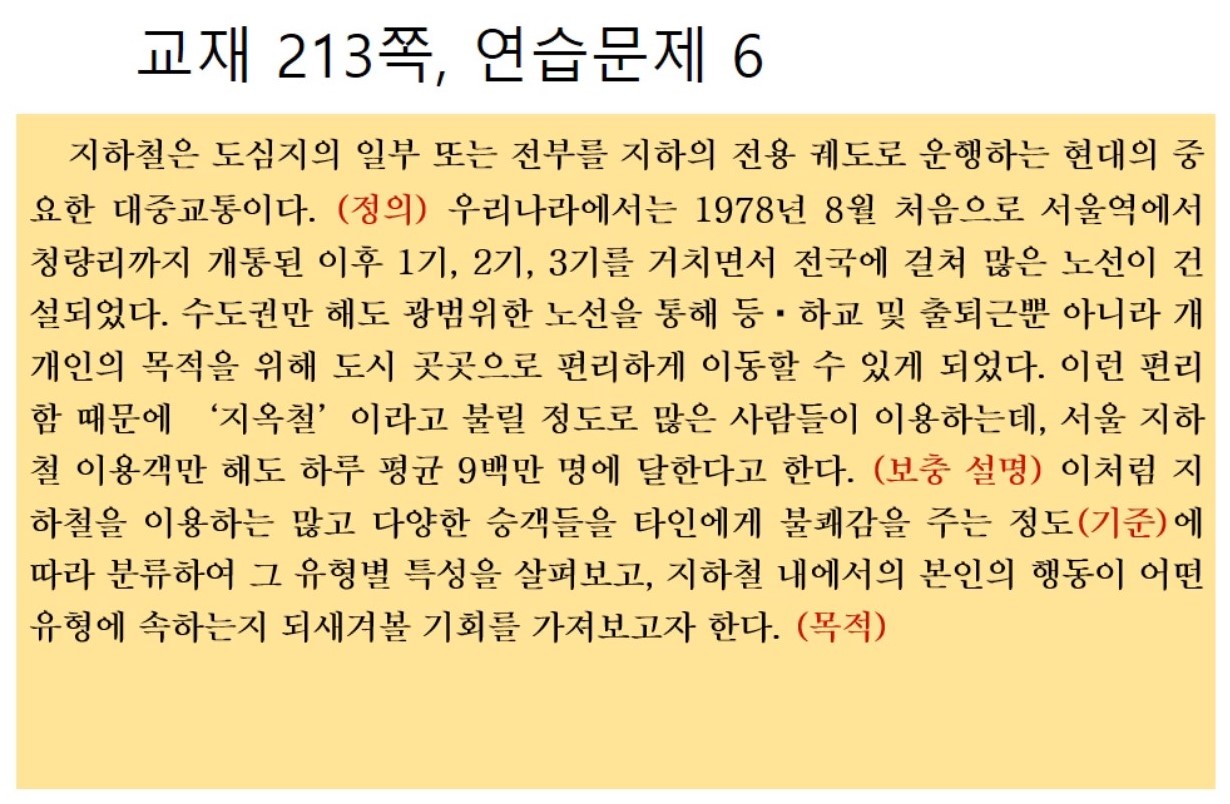 교재 213쪽, 연습문제 6
지하철은 도심지의 일부 또는 전부를 지하의 전용 궤도로 운행하는 현대의 중
요한 대중교통이다. (정의) 우리나라에서는 1978년 8월 처음으로 서울역에서
청량리까지 개통된 이후 1기, 2기, 3기를 거치면서 전국에 걸쳐 많은 노선이 건
설되었다. 수도권만 해도 광범위한 노선을 통해 등·하교 및 출퇴근뿐 아니라 개
개인의 목적을 위해 도시 곳곳으로 편리하게 이동할 수 있게 되었다. 이런 편리
함 때문에 ‘지옥철’ 이라고 불릴 정도로 많은 사람들이 이용하는데, 서울 지하
철 이용객만 해도 하루 평균 9백만 명에 달한다고 한다. (보충 설명) 이처럼 지
하철을 이용하는 많고 다양한 승객들을 타인에게 불쾌감을 주는 정도(기준)에
따라 분류하여 그 유형별 특성을 살펴보고, 지하철 내에서의 본인의 행동이 어떤
유형에 속하는지 되새겨볼 기회를 가져보고자 한다. (목적)